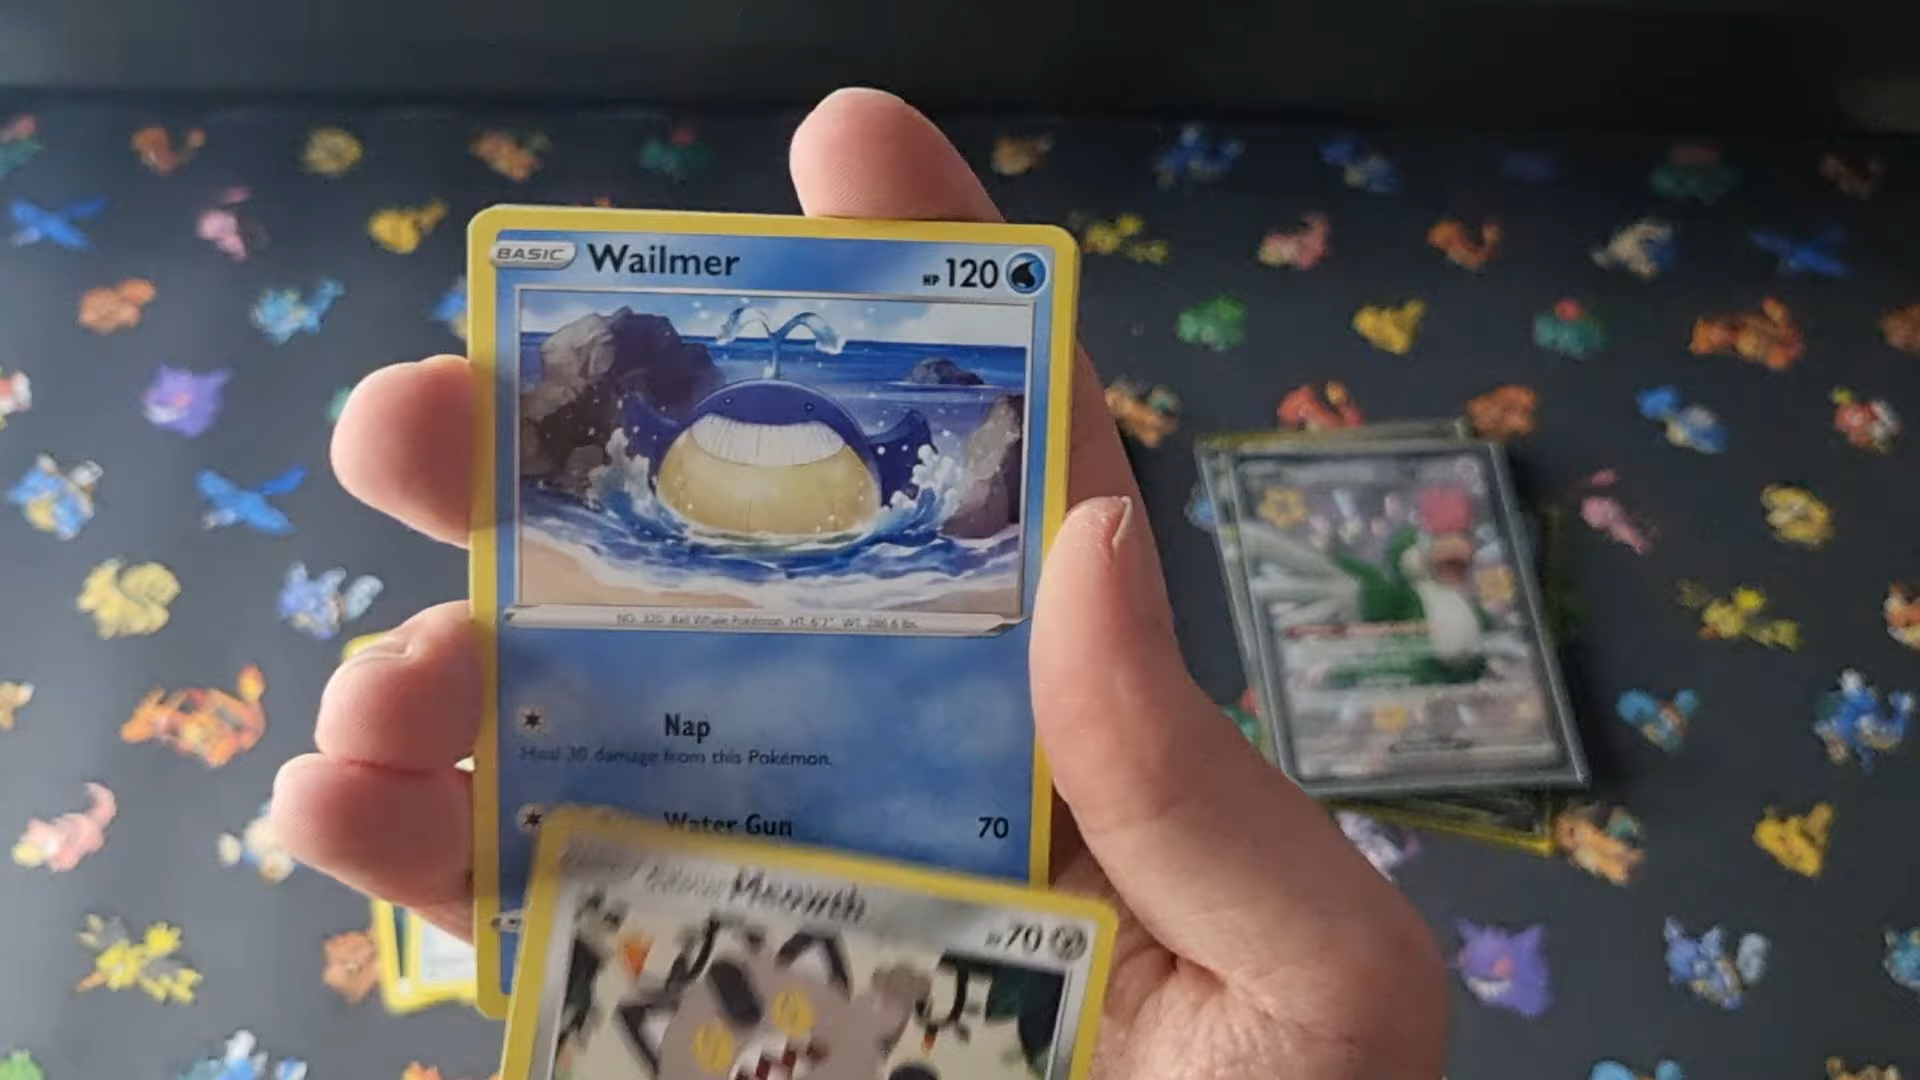 BASIC Wailmer HP 120
NO. 320 Ball Whale Pokémon HT: 6'7" WT: 286.6 lbs.
Nap
Heal 30 damage from this Pokémon.
Water Gun 70
Meowth 70